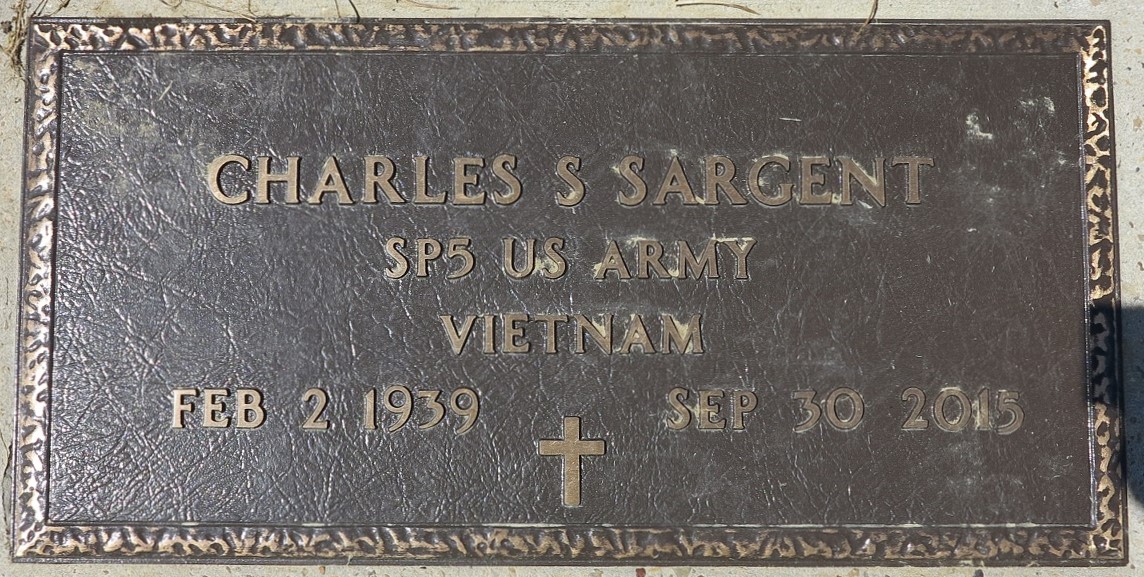 CHARLES S SARGENT
SP5 US ARMY
VIETNAM
FEB 2 1939 SEP 30 2015